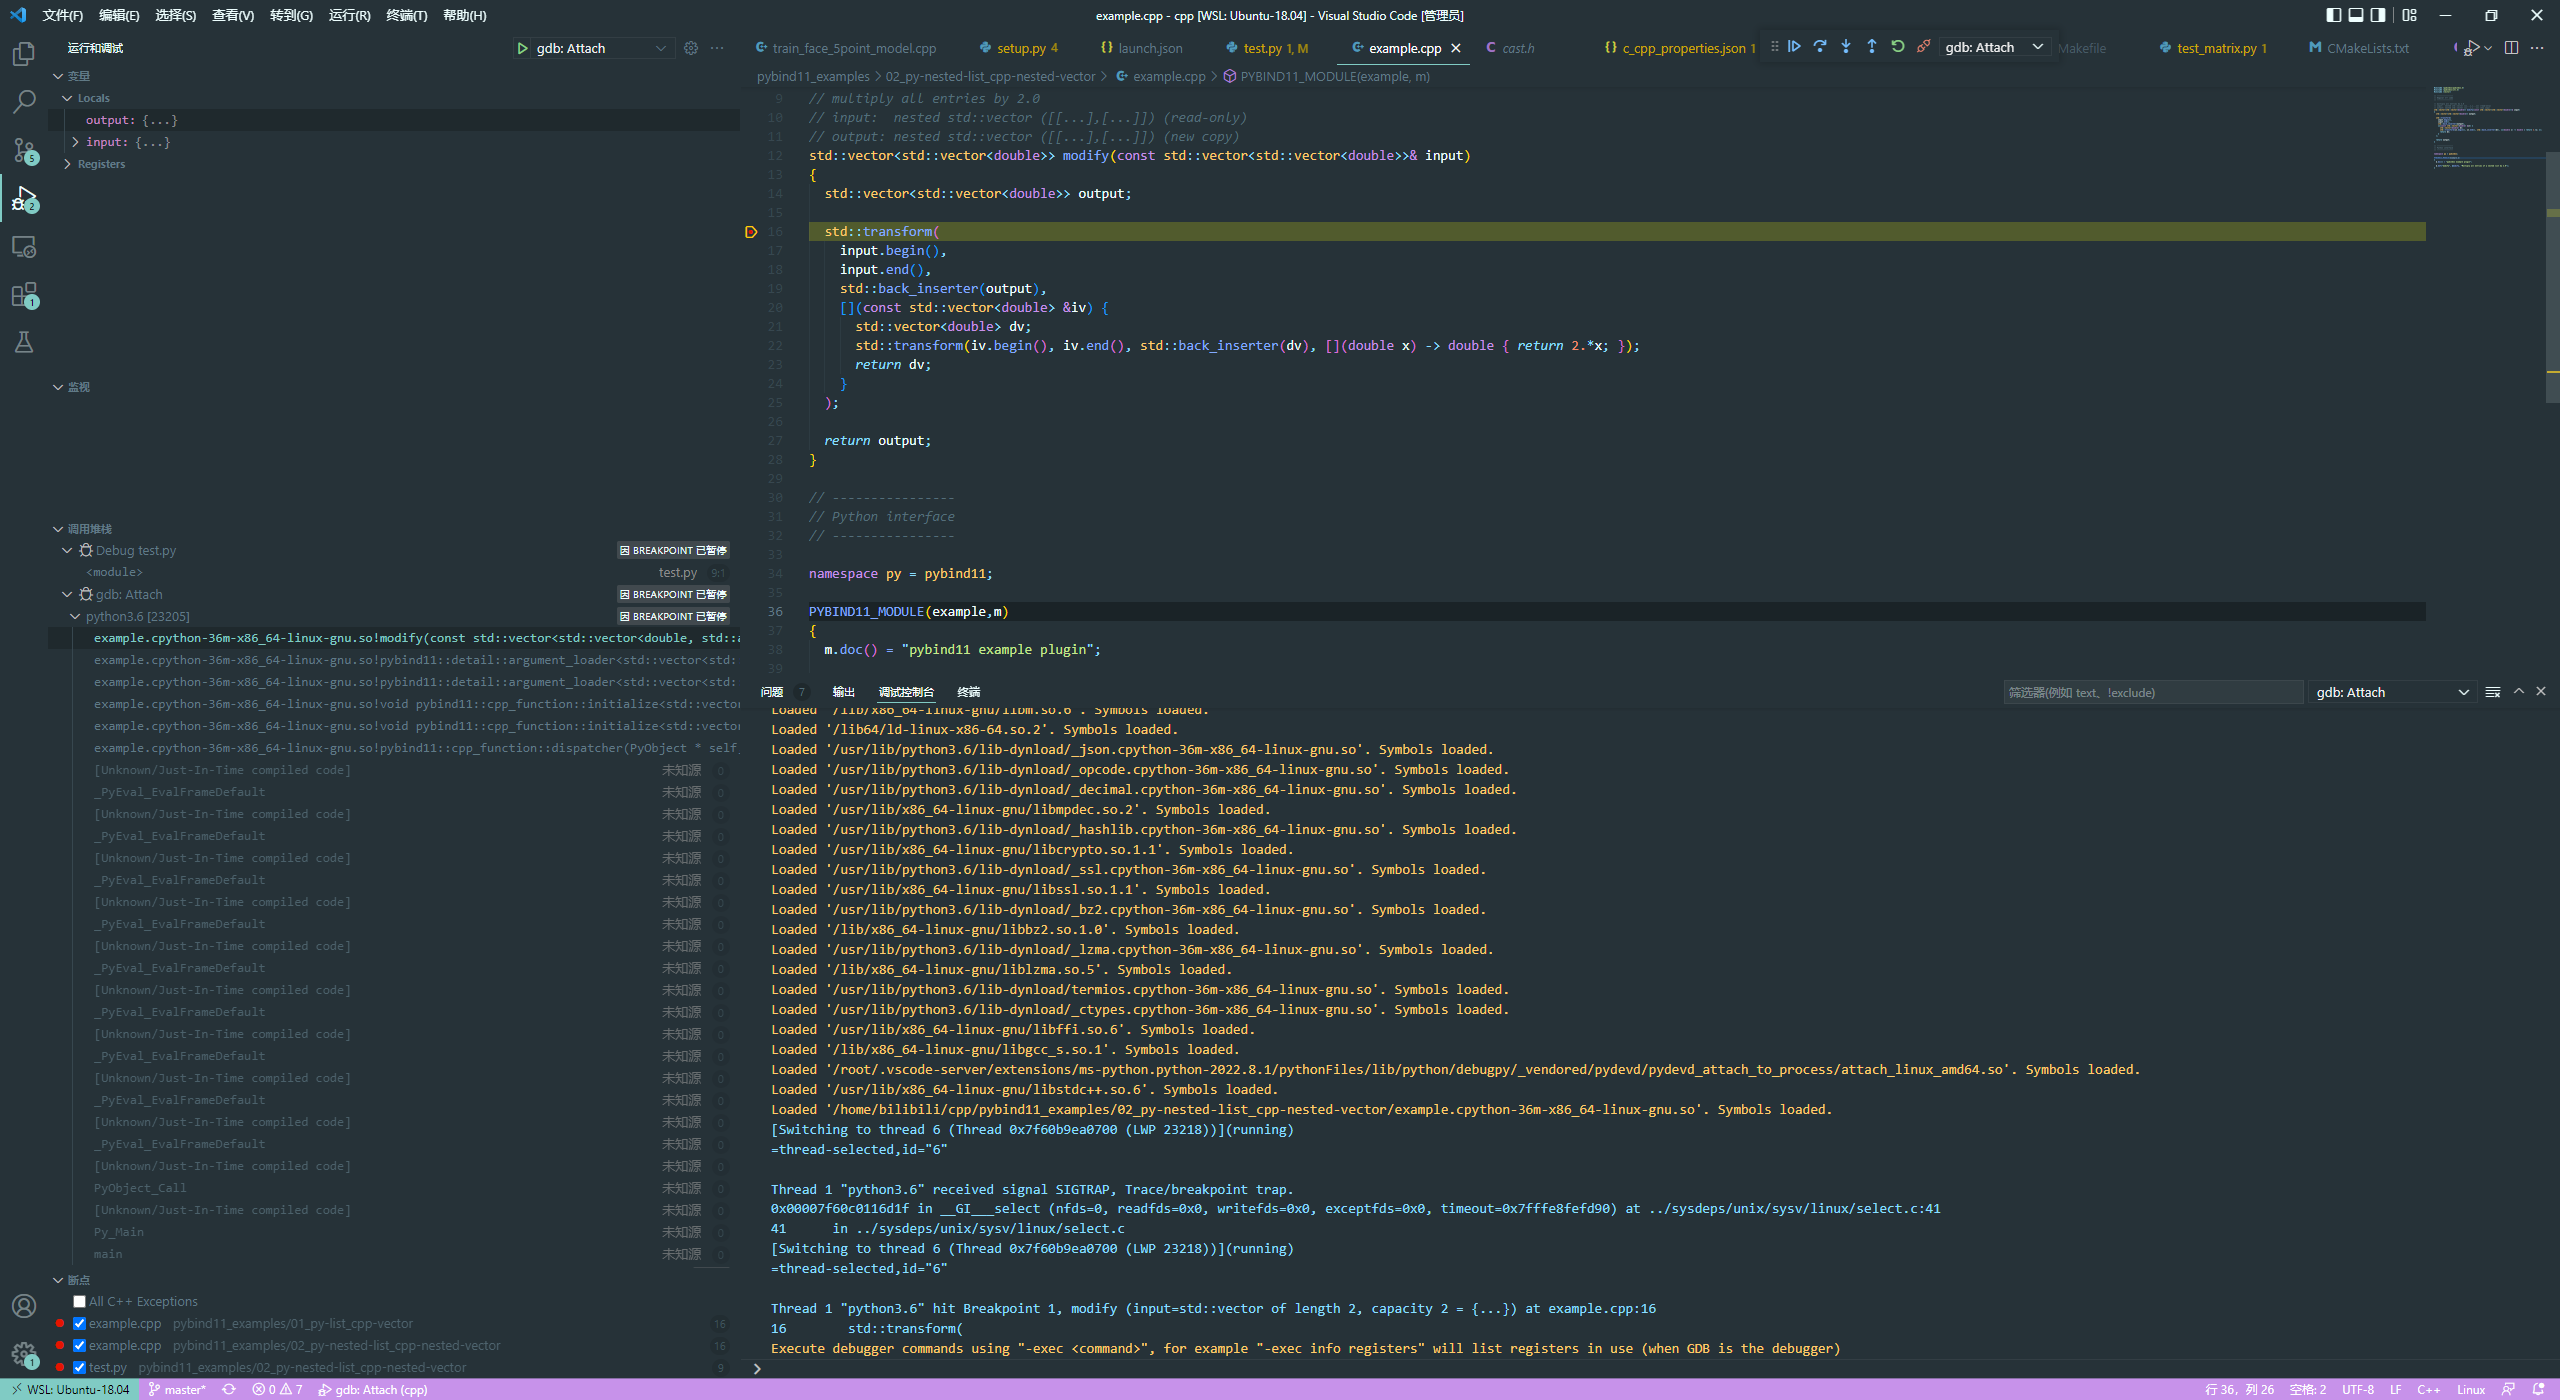 文件(F) 编辑(E) 选择(S) 查看(V) 转到(G) 运行(R) 终端(T) 帮助(H)
example.cpp - cpp [WSL: Ubuntu-18.04] - Visual Studio Code [管理员]
运行和调试
gdb: Attach
train_face_5point_model.cpp
setup.py 4
launch.json
test.py 1, M
example.cpp
cast.h
c_cpp_properties.json 1
gdb: Attach
Makefile
test_matrix.py 1
CMakeLists.txt
变量
Locals
output: {...}
input: {...}
Registers
监视
调用堆栈
Debug test.py BREAKPOINT 已暂停
<module> test.py 9:1
gdb: Attach BREAKPOINT 已暂停
python3.6 [23205] BREAKPOINT 已暂停
example.cpython-36m-x86_64-linux-gnu.so!modify(const std::vector<std::vector<double, std::a
example.cpython-36m-x86_64-linux-gnu.so!pybind11::detail::argument_loader<std::vector<std:
example.cpython-36m-x86_64-linux-gnu.so!pybind11::detail::argument_loader<std::vector<std:
example.cpython-36m-x86_64-linux-gnu.so!void pybind11::cpp_function::initialize<std::vector
example.cpython-36m-x86_64-linux-gnu.so!void pybind11::cpp_function::initialize<std::vector
example.cpython-36m-x86_64-linux-gnu.so!pybind11::cpp_function::dispatcher(PyObject * self,
[Unknown/Just-In-Time compiled code] 未知源 0
_PyEval_EvalFrameDefault 未知源 0
[Unknown/Just-In-Time compiled code] 未知源 0
_PyEval_EvalFrameDefault 未知源 0
[Unknown/Just-In-Time compiled code] 未知源 0
_PyEval_EvalFrameDefault 未知源 0
[Unknown/Just-In-Time compiled code] 未知源 0
_PyEval_EvalFrameDefault 未知源 0
[Unknown/Just-In-Time compiled code] 未知源 0
_PyEval_EvalFrameDefault 未知源 0
[Unknown/Just-In-Time compiled code] 未知源 0
_PyEval_EvalFrameDefault 未知源 0
[Unknown/Just-In-Time compiled code] 未知源 0
_PyEval_EvalFrameDefault 未知源 0
[Unknown/Just-In-Time compiled code] 未知源 0
_PyEval_EvalFrameDefault 未知源 0
[Unknown/Just-In-Time compiled code] 未知源 0
_PyEval_EvalFrameDefault 未知源 0
[Unknown/Just-In-Time compiled code] 未知源 0
PyObject_Call 未知源 0
[Unknown/Just-In-Time compiled code] 未知源 0
Py_Main 未知源 0
main 未知源 0
断点
All C++ Exceptions
example.cpp pybind11_examples/01_py-list_cpp-vector 16
example.cpp pybind11_examples/02_py-nested-list_cpp-nested-vector 16
test.py pybind11_examples/02_py-nested-list_cpp-nested-vector 9
5
2
1
1
pybind11_examples > 02_py-nested-list_cpp-nested-vector > example.cpp > PYBIND11_MODULE(example, m)
9 // multiply all entries by 2.0
10 // input:  nested std::vector ([[...],[...]]) (read-only)
11 // output: nested std::vector ([[...],[...]]) (new copy)
12 std::vector<std::vector<double>> modify(const std::vector<std::vector<double>>& input)
13 {
14   std::vector<std::vector<double>> output;
15
16   std::transform(
17     input.begin(),
18     input.end(),
19     std::back_inserter(output),
20     [](const std::vector<double> &iv) {
21       std::vector<double> dv;
22       std::transform(iv.begin(), iv.end(), std::back_inserter(dv), [](double x) -> double { return 2.*x; });
23       return dv;
24     }
25   );
26
27   return output;
28 }
29
30 // ----------------
31 // Python interface
32 // ----------------
33
34 namespace py = pybind11;
35
36 PYBIND11_MODULE(example,m)
37 {
38   m.doc() = "pybind11 example plugin";
39
问题 7 输出 调试控制台 终端
筛选器(例如 text、!exclude)
gdb: Attach
Loaded '/lib/x86_64-linux-gnu/libm.so.6'. Symbols loaded.
Loaded '/lib64/ld-linux-x86-64.so.2'. Symbols loaded.
Loaded '/usr/lib/python3.6/lib-dynload/_json.cpython-36m-x86_64-linux-gnu.so'. Symbols loaded.
Loaded '/usr/lib/python3.6/lib-dynload/_opcode.cpython-36m-x86_64-linux-gnu.so'. Symbols loaded.
Loaded '/usr/lib/python3.6/lib-dynload/_decimal.cpython-36m-x86_64-linux-gnu.so'. Symbols loaded.
Loaded '/usr/lib/x86_64-linux-gnu/libmpdec.so.2'. Symbols loaded.
Loaded '/usr/lib/python3.6/lib-dynload/_hashlib.cpython-36m-x86_64-linux-gnu.so'. Symbols loaded.
Loaded '/usr/lib/x86_64-linux-gnu/libcrypto.so.1.1'. Symbols loaded.
Loaded '/usr/lib/python3.6/lib-dynload/_ssl.cpython-36m-x86_64-linux-gnu.so'. Symbols loaded.
Loaded '/usr/lib/x86_64-linux-gnu/libssl.so.1.1'. Symbols loaded.
Loaded '/usr/lib/python3.6/lib-dynload/_bz2.cpython-36m-x86_64-linux-gnu.so'. Symbols loaded.
Loaded '/lib/x86_64-linux-gnu/libbz2.so.1.0'. Symbols loaded.
Loaded '/usr/lib/python3.6/lib-dynload/_lzma.cpython-36m-x86_64-linux-gnu.so'. Symbols loaded.
Loaded '/lib/x86_64-linux-gnu/liblzma.so.5'. Symbols loaded.
Loaded '/usr/lib/python3.6/lib-dynload/termios.cpython-36m-x86_64-linux-gnu.so'. Symbols loaded.
Loaded '/usr/lib/python3.6/lib-dynload/_ctypes.cpython-36m-x86_64-linux-gnu.so'. Symbols loaded.
Loaded '/usr/lib/x86_64-linux-gnu/libffi.so.6'. Symbols loaded.
Loaded '/lib/x86_64-linux-gnu/libgcc_s.so.1'. Symbols loaded.
Loaded '/root/.vscode-server/extensions/ms-python.python-2022.8.1/pythonFiles/lib/python/debugpy/_vendored/pydevd/pydevd_attach_to_process/attach_linux_amd64.so'. Symbols loaded.
Loaded '/usr/lib/x86_64-linux-gnu/libstdc++.so.6'. Symbols loaded.
Loaded '/home/bilibili/cpp/pybind11_examples/02_py-nested-list_cpp-nested-vector/example.cpython-36m-x86_64-linux-gnu.so'. Symbols loaded.
[Switching to thread 6 (Thread 0x7f60b9ea0700 (LWP 23218))](running)
=thread-selected,id="6"
Thread 1 "python3.6" received signal SIGTRAP, Trace/breakpoint trap.
0x00007f60c0116d1f in __GI___select (nfds=0, readfds=0x0, writefds=0x0, exceptfds=0x0, timeout=0x7fffe8fefd90) at ../sysdeps/unix/sysv/linux/select.c:41
41      in ../sysdeps/unix/sysv/linux/select.c
[Switching to thread 6 (Thread 0x7f60b9ea0700 (LWP 23218))](running)
=thread-selected,id="6"
Thread 1 "python3.6" hit Breakpoint 1, modify (input=std::vector of length 2, capacity 2 = {...}) at example.cpp:16
16        std::transform(
Execute debugger commands using "-exec <command>", for example "-exec info registers" will list registers in use (when GDB is the debugger)
WSL: Ubuntu-18.04 master* 0 7 gdb: Attach (cpp)
行 36，列 26 空格: 2 UTF-8 LF C++ Linux